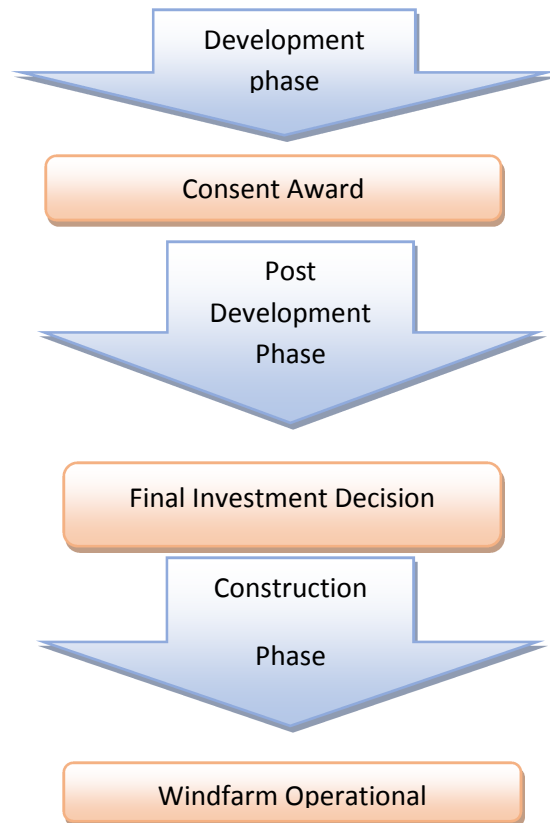 Development
phase
Consent Award
Post
Development
Phase
Final Investment Decision
Construction
Phase
Windfarm Operational